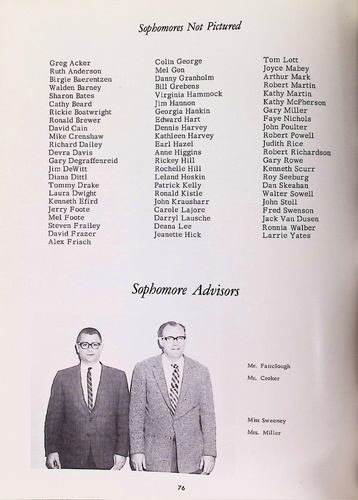 Sophomores Not Pictured
Greg Acker
Ruth Anderson
Birgie Baerentzen
Walden Barney
Sharon Bates
Cathy Beard
Rickie Boatwright
Ronald Brewer
David Cain
Mike Crenshaw
Richard Dailey
Devra Davis
Gary Degraffenreid
Jim DeWitt
Diana Dittl
Tommy Drake
Laura Dwight
Kenneth Efird
Jerry Foote
Mel Foote
Steven Frailey
David Frazer
Alex Frisch
Colin George
Mel Gon
Danny Granholm
Bill Grebens
Virginia Hammock
Jim Hannon
Georgia Hankin
Edward Hart
Dennis Harvey
Kathleen Harvey
Earl Hazel
Anne Higgins
Rickey Hill
Rochelle Hill
Leland Hoskin
Patrick Kelly
Ronald Kistle
John Krausharr
Carole Lajore
Darryl Lausche
Deana Lee
Jeanette Hick
Tom Lott
Joyce Mabey
Arthur Mark
Robert Martin
Kathy Martin
Kathy McPherson
Gary Miller
Faye Nichols
John Poulter
Robert Powell
Judith Rice
Robert Richardson
Gary Rowe
Kenneth Scurr
Roy Seeburg
Dan Skeahan
Walter Sowell
John Stoll
Fred Swenson
Jack Van Dusen
Ronnia Walber
Larrie Yates
Sophomore Advisors
Mr. Fairclough
Mr. Croker
Miss Sweeney
Mrs. Miller
76